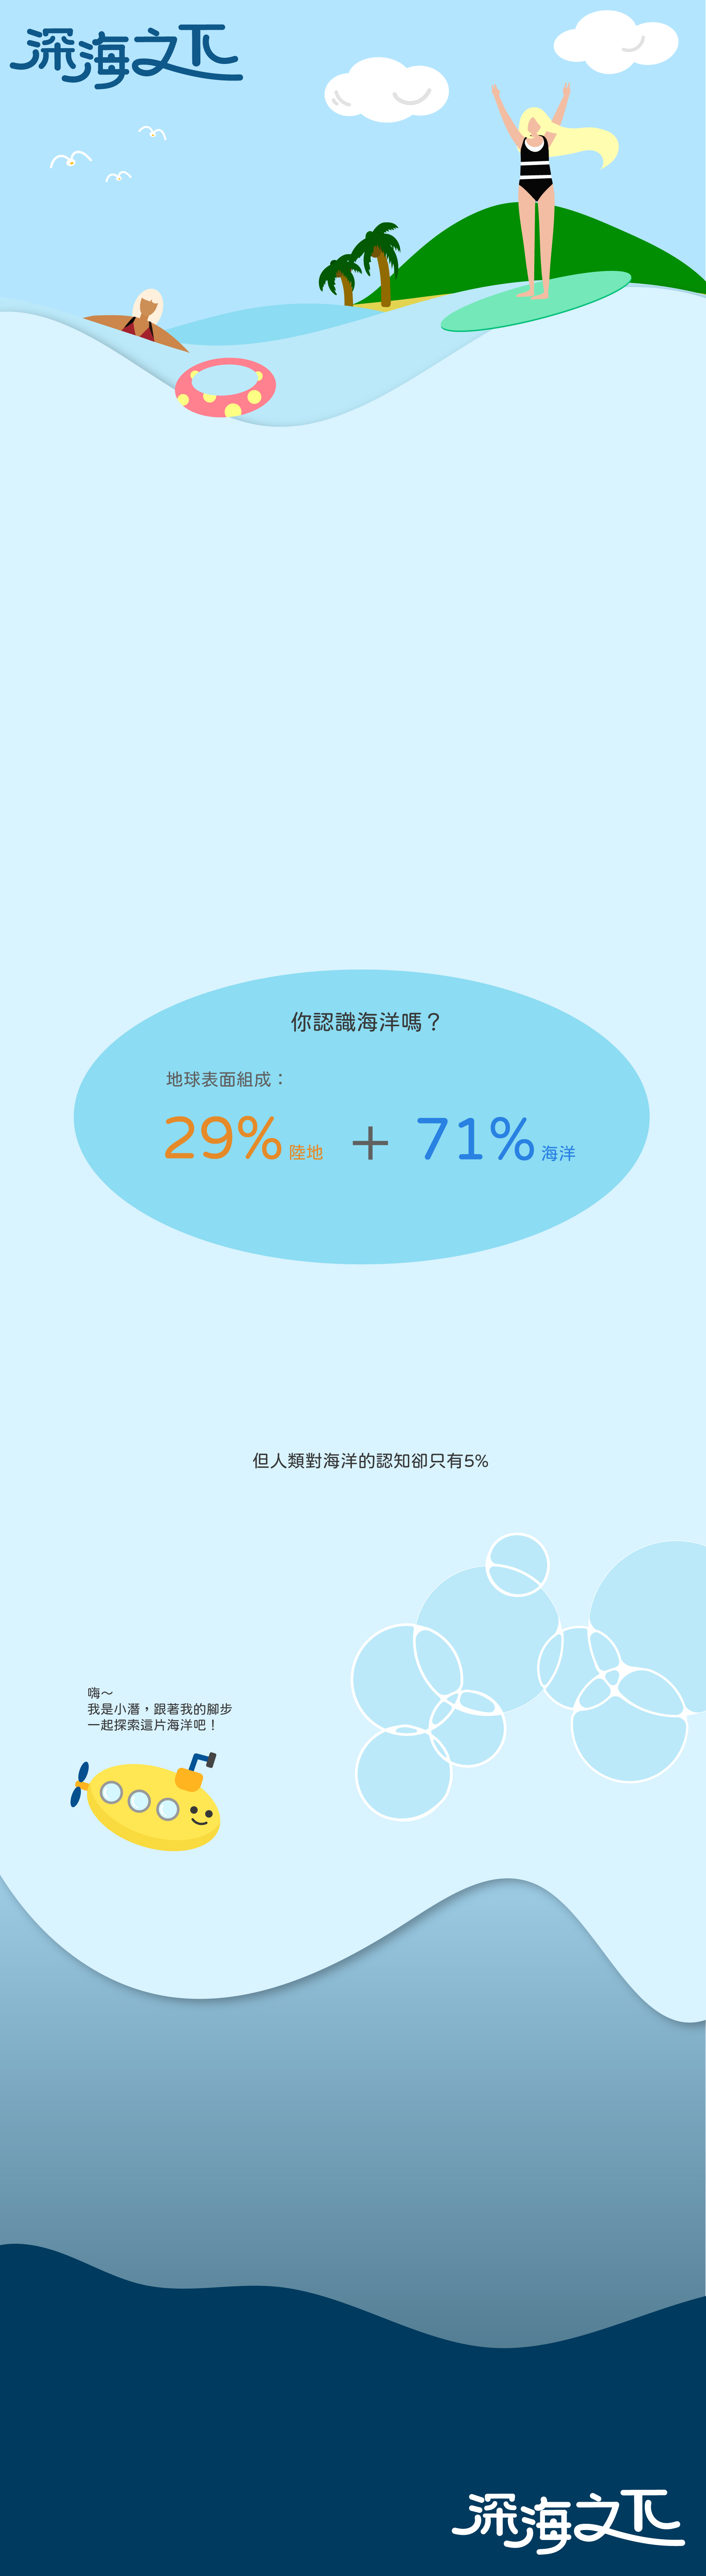 深海之下
你認識海洋嗎？
地球表面組成：
29% 陸地 + 71% 海洋
但人類對海洋的認知卻只有5%
嗨～
我是小潛，跟著我的腳步
一起探索這片海洋吧！
深海之下